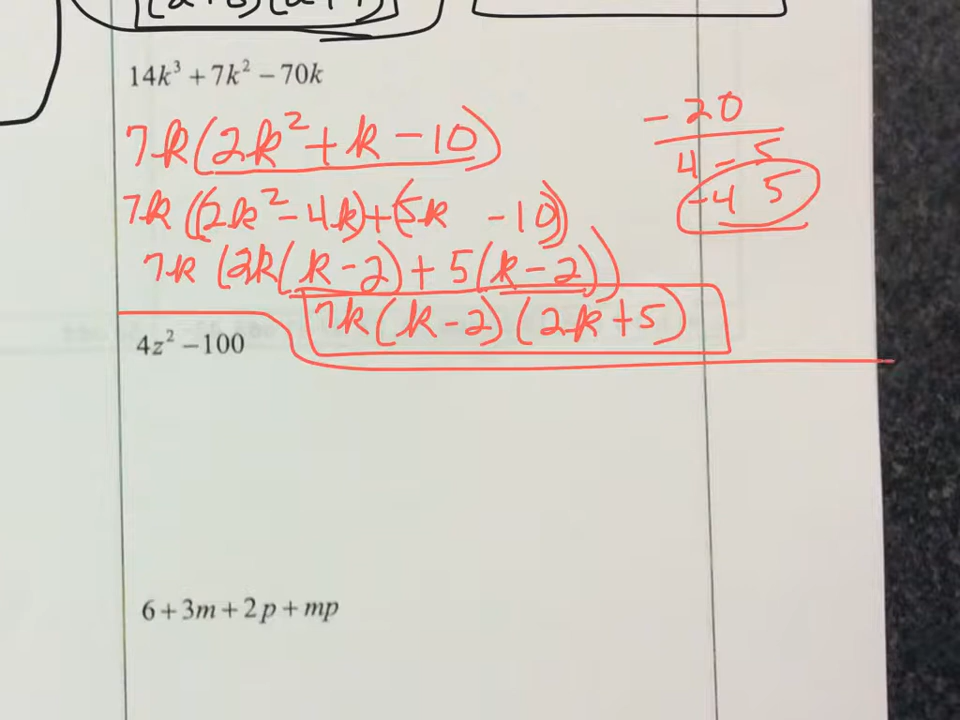 14k³ + 7k² − 70k
7k(2k² + k − 10)
− 20
4 − 5
−4 5
7k ((2k² − 4k) + (5k − 10))
7k (2k(k − 2) + 5(k − 2))
7k(k − 2)(2k + 5)
4z² − 100
6 + 3m + 2p + mp